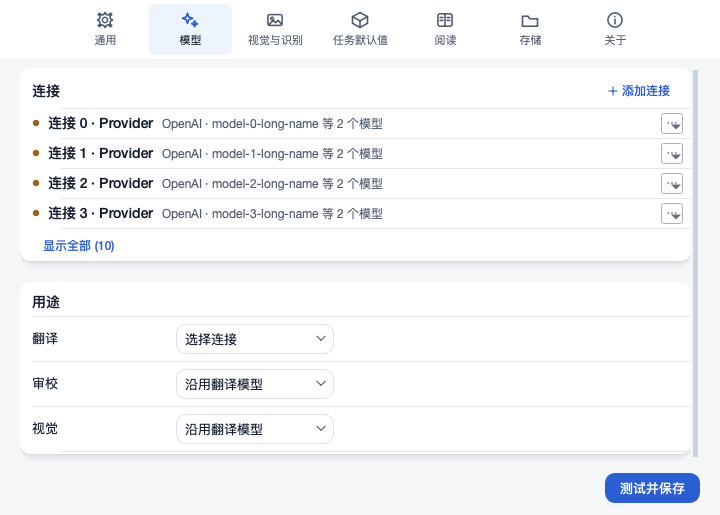 通用 模型 视觉与识别 任务默认值 阅读 存储 关于
连接 + 添加连接
连接 0 · Provider OpenAI · model-0-long-name 等 2 个模型
连接 1 · Provider OpenAI · model-1-long-name 等 2 个模型
连接 2 · Provider OpenAI · model-2-long-name 等 2 个模型
连接 3 · Provider OpenAI · model-3-long-name 等 2 个模型
显示全部 (10)
用途
翻译 选择连接
审校 沿用翻译模型
视觉 沿用翻译模型
测试并保存